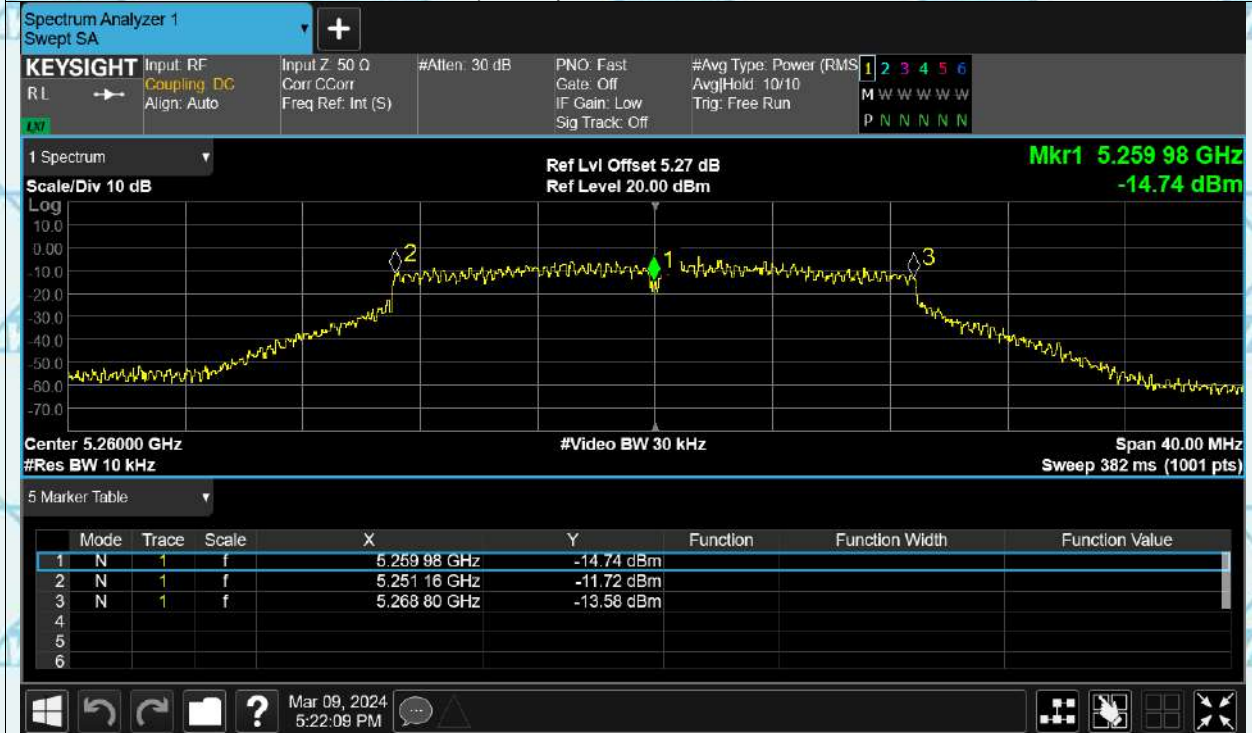 Spectrum Analyzer 1
Swept SA
+
KEYSIGHT
RL
LXI
Input: RF
Coupling: DC
Align: Auto
Input Z: 50 Ω
Corr CCorr
Freq Ref: Int (S)
#Atten: 30 dB
PNO: Fast
Gate: Off
IF Gain: Low
Sig Track: Off
#Avg Type: Power (RMS
Avg|Hold: 10/10
Trig: Free Run
1 2 3 4 5 6
M W W W W W
P N N N N N
1 Spectrum
Scale/Div 10 dB
Log
Ref Lvl Offset 5.27 dB
Ref Level 20.00 dBm
Mkr1 5.259 98 GHz
-14.74 dBm
10.0
0.00
-10.0
-20.0
-30.0
-40.0
-50.0
-60.0
-70.0
2
1
3
Center 5.26000 GHz
#Video BW 30 kHz
Span 40.00 MHz
#Res BW 10 kHz
Sweep 382 ms (1001 pts)
5 Marker Table
Mode Trace Scale X Y Function Function Width Function Value
1 N 1 f 5.259 98 GHz -14.74 dBm
2 N 1 f 5.251 16 GHz -11.72 dBm
3 N 1 f 5.268 80 GHz -13.58 dBm
4
5
6
?
Mar 09, 2024
5:22:09 PM